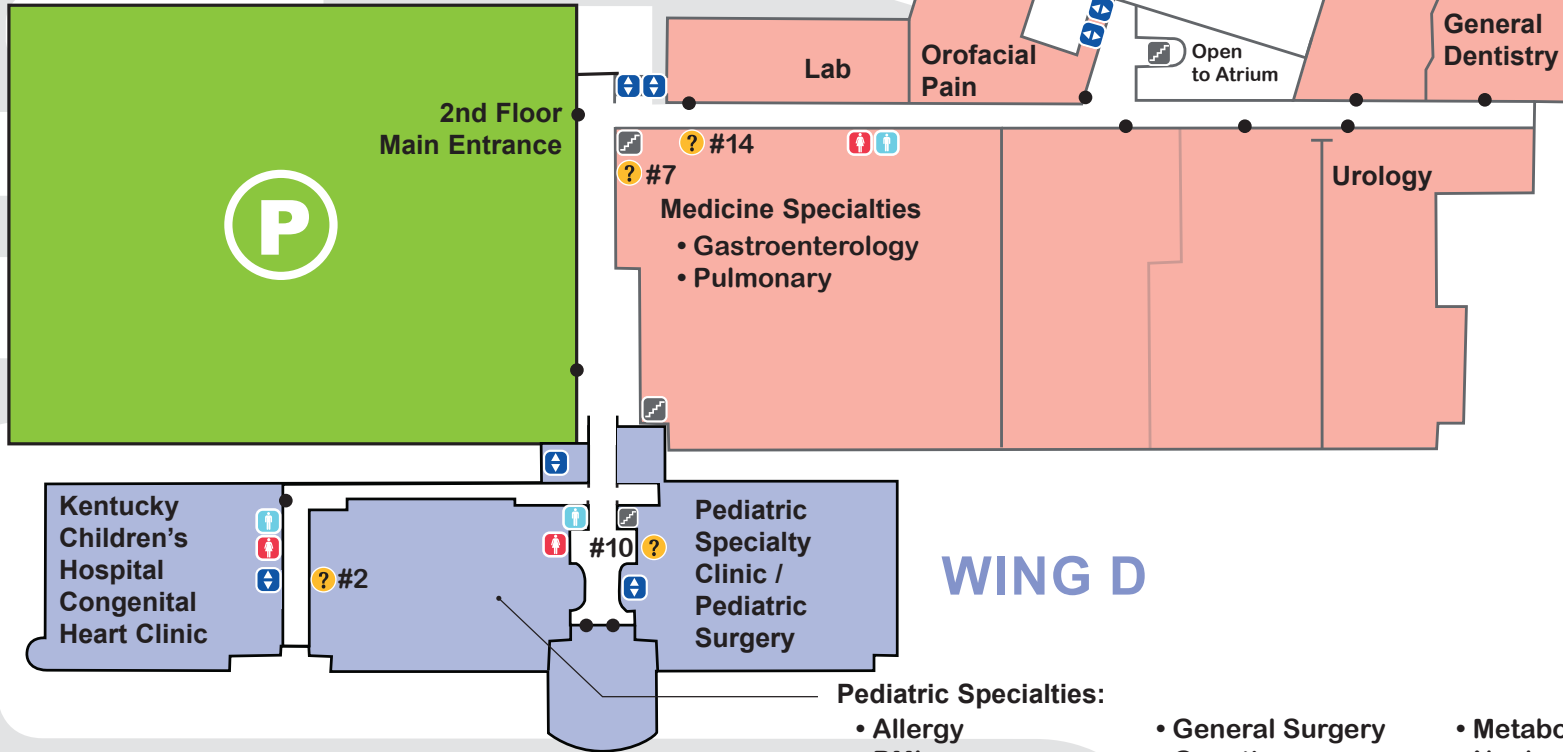 General
Dentistry
Open
to Atrium
Orofacial
Pain
Lab
2nd Floor
Main Entrance
? #14
? #7
P
Urology
Medicine Specialties
• Gastroenterology
• Pulmonary
Kentucky
Children’s
Hospital
Congenital
Heart Clinic
? #2
#10 ?
Pediatric
Specialty
Clinic /
Pediatric
Surgery
WING D
Pediatric Specialties:
• Allergy
• General Surgery